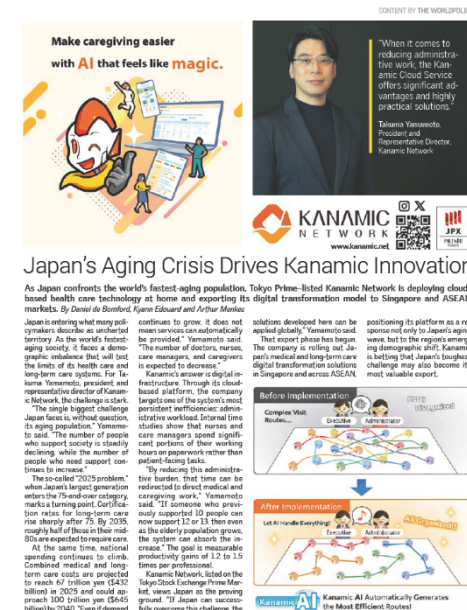 CONTENT BY THE WORLDFOLIO
Make caregiving easier
with AI that feels like magic.
"When it comes to
reducing administra-
tive work, the Kan-
amic Cloud Service
offers significant ad-
vantages and highly
practical solutions."
Takuma Yamamoto,
President and
Representative Director,
Kanamic Network
KANAMIC
NETWORK
www.kanamic.net
JPX
PRIME
TOKYO
Japan's Aging Crisis Drives Kanamic Innovation
As Japan confronts the world's fastest-aging population, Tokyo Prime-listed Kanamic Network is deploying cloud-
based health care technology at home and exporting its digital transformation model to Singapore and ASEAN
markets. By Daniel de Bomford, Kyann Edouard and Arthur Menkes
Japan is entering what many poli-
cymakers describe as uncharted
territory. As the world's fastest-
aging society, it faces a demo-
graphic imbalance that will test
the limits of its health care and
long-term care systems. For Ta-
kuma Yamamoto, president and
representative director of Kanam-
ic Network, the challenge is stark.
"The single biggest challenge
Japan faces is, without question,
its aging population," Yamamo-
to said. "The number of people
who support society is steadily
declining, while the number of
people who need support con-
tinues to increase."
The so-called "2025 problem,"
when Japan's largest generation
enters the 75-and-over category,
marks a turning point. Certifica-
tion rates for long-term care
rise sharply after 75. By 2035,
roughly half of those in their mid-
80s are expected to require care.
At the same time, national
spending continues to climb.
Combined medical and long-
term care costs are projected
to reach 67 trillion yen ($432
billion) in 2025 and could ap-
proach 100 trillion yen ($645
billion) by 2040. "Even if demand
continues to grow, it does not
mean services can automatically
be provided," Yamamoto said.
"The number of doctors, nurses,
care managers, and caregivers
is expected to decrease."
Kanamic's answer is digital in-
frastructure. Through its cloud-
based platform, the company
targets one of the system's most
persistent inefficiencies: admin-
istrative workload. Internal time
studies show that nurses and
care managers spend signifi-
cant portions of their working
hours on paperwork rather than
patient-facing tasks.
"By reducing this administra-
tive burden, that time can be
redirected to direct medical and
caregiving work," Yamamoto
said. "If someone who previ-
ously supported 10 people can
now support 12 or 13, then even
as the elderly population grows,
the system can absorb the in-
crease." The goal is measurable
productivity gains of 1.2 to 1.5
times per professional.
Kanamic Network, listed on the
Tokyo Stock Exchange Prime Mar-
ket, views Japan as the proving
ground. "If Japan can success-
fully overcome this challenge, the
solutions developed here can be
applied globally," Yamamoto said.
That export phase has begun.
The company is rolling out Ja-
pan's medical and long-term care
digital transformation solutions
in Singapore and across ASEAN,
positioning its platform as a re-
sponse not only to Japan's aging
wave, but to the region's emerg-
ing demographic shift. Kanamic
is betting that Japan's toughest
challenge may also become its
most valuable export.
Before Implementation
Complex Visit
Routes...
Executive
Administrator
Disorganized
After Implementation
Let AI Handle Everything!
Executive
Administrator
All Organized!
Kanamic AI
Kanamic AI Automatically Generates
the Most Efficient Routes!